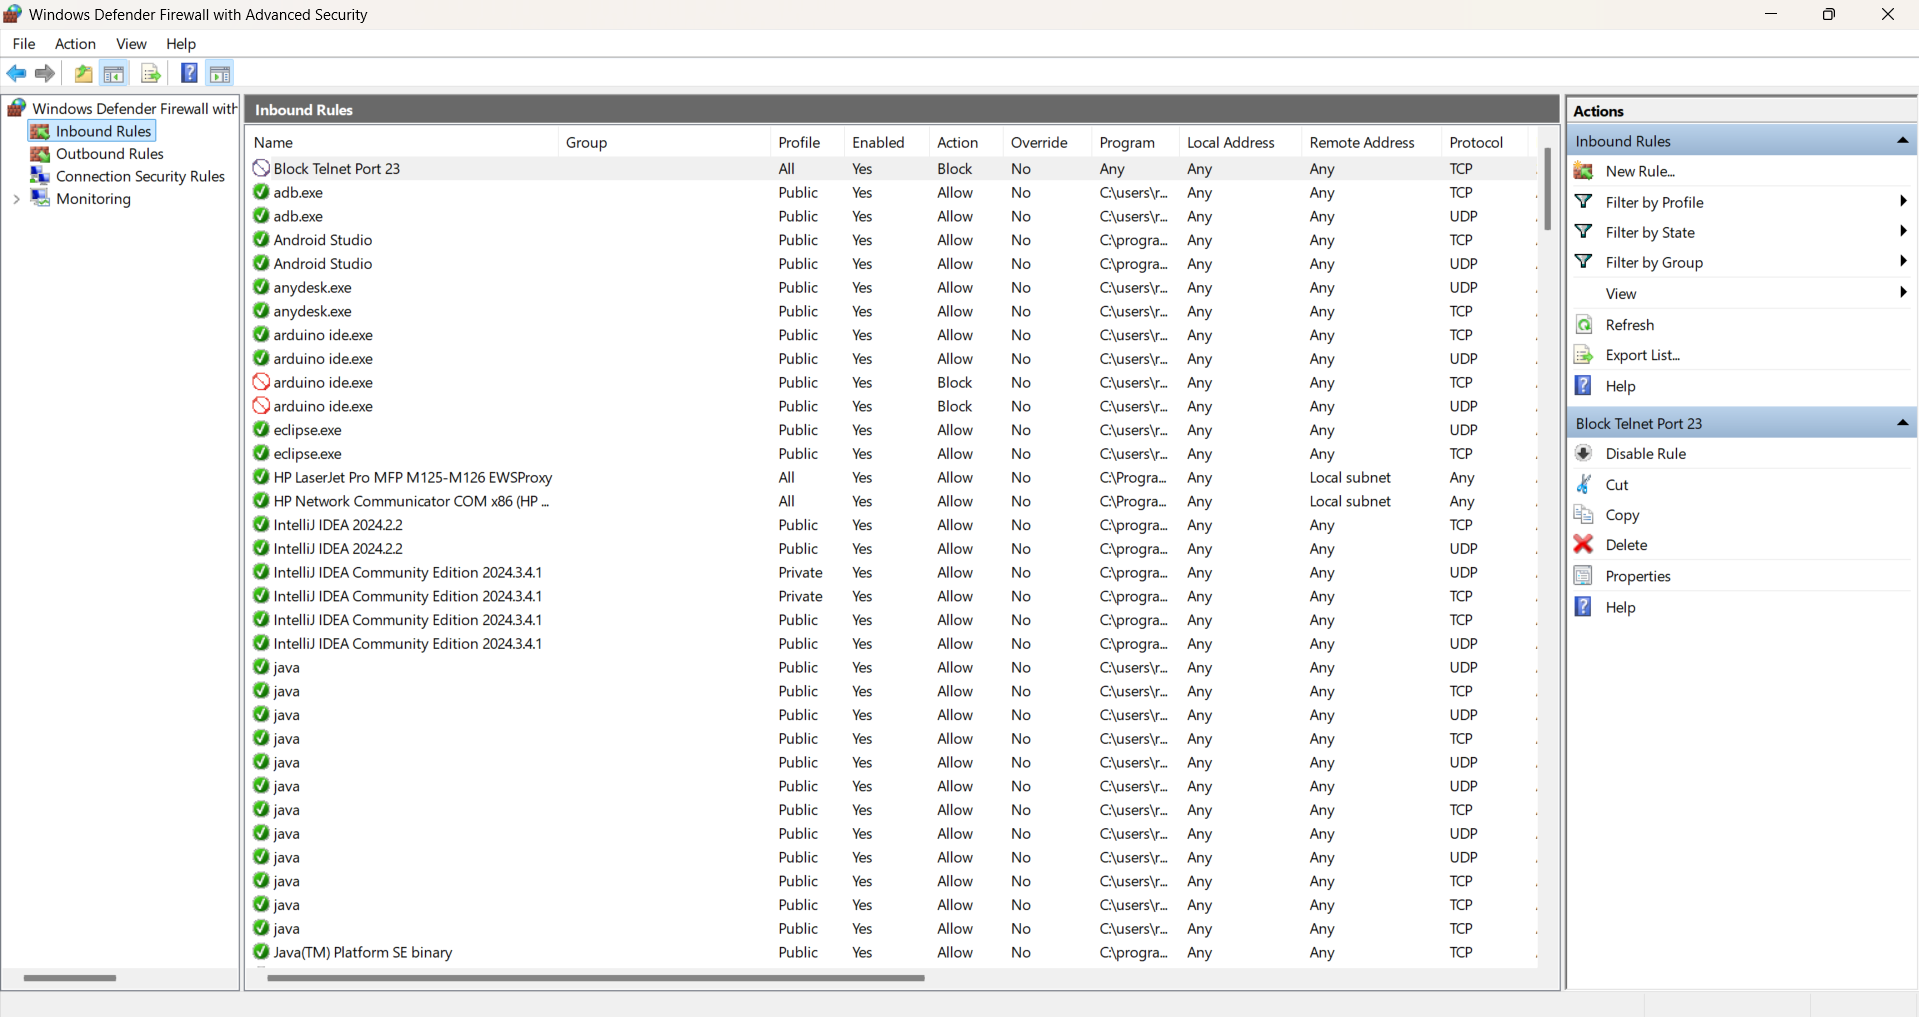 Windows Defender Firewall with Advanced Security
File Action View Help
Windows Defender Firewall with
Inbound Rules
Outbound Rules
Connection Security Rules
Monitoring
Inbound Rules
Name Group Profile Enabled Action Override Program Local Address Remote Address Protocol
Block Telnet Port 23 All Yes Block No Any Any Any TCP
adb.exe Public Yes Allow No C:\users\r... Any Any TCP
adb.exe Public Yes Allow No C:\users\r... Any Any UDP
Android Studio Public Yes Allow No C:\progra... Any Any TCP
Android Studio Public Yes Allow No C:\progra... Any Any UDP
anydesk.exe Public Yes Allow No C:\users\r... Any Any UDP
anydesk.exe Public Yes Allow No C:\users\r... Any Any TCP
arduino ide.exe Public Yes Allow No C:\users\r... Any Any TCP
arduino ide.exe Public Yes Allow No C:\users\r... Any Any UDP
arduino ide.exe Public Yes Block No C:\users\r... Any Any TCP
arduino ide.exe Public Yes Block No C:\users\r... Any Any UDP
eclipse.exe Public Yes Allow No C:\users\r... Any Any UDP
eclipse.exe Public Yes Allow No C:\users\r... Any Any TCP
HP LaserJet Pro MFP M125-M126 EWSProxy All Yes Allow No C:\Progra... Any Local subnet Any
HP Network Communicator COM x86 (HP ... All Yes Allow No C:\Progra... Any Local subnet Any
IntelliJ IDEA 2024.2.2 Public Yes Allow No C:\progra... Any Any TCP
IntelliJ IDEA 2024.2.2 Public Yes Allow No C:\progra... Any Any UDP
IntelliJ IDEA Community Edition 2024.3.4.1 Private Yes Allow No C:\progra... Any Any UDP
IntelliJ IDEA Community Edition 2024.3.4.1 Private Yes Allow No C:\progra... Any Any TCP
IntelliJ IDEA Community Edition 2024.3.4.1 Public Yes Allow No C:\progra... Any Any TCP
IntelliJ IDEA Community Edition 2024.3.4.1 Public Yes Allow No C:\progra... Any Any UDP
java Public Yes Allow No C:\users\r... Any Any UDP
java Public Yes Allow No C:\users\r... Any Any TCP
java Public Yes Allow No C:\users\r... Any Any UDP
java Public Yes Allow No C:\users\r... Any Any TCP
java Public Yes Allow No C:\users\r... Any Any UDP
java Public Yes Allow No C:\users\r... Any Any UDP
java Public Yes Allow No C:\users\r... Any Any TCP
java Public Yes Allow No C:\users\r... Any Any UDP
java Public Yes Allow No C:\users\r... Any Any UDP
java Public Yes Allow No C:\users\r... Any Any TCP
java Public Yes Allow No C:\users\r... Any Any TCP
java Public Yes Allow No C:\users\r... Any Any TCP
Java(TM) Platform SE binary Public Yes Allow No C:\progra... Any Any TCP
Actions
Inbound Rules
New Rule...
Filter by Profile
Filter by State
Filter by Group
View
Refresh
Export List...
Help
Block Telnet Port 23
Disable Rule
Cut
Copy
Delete
Properties
Help